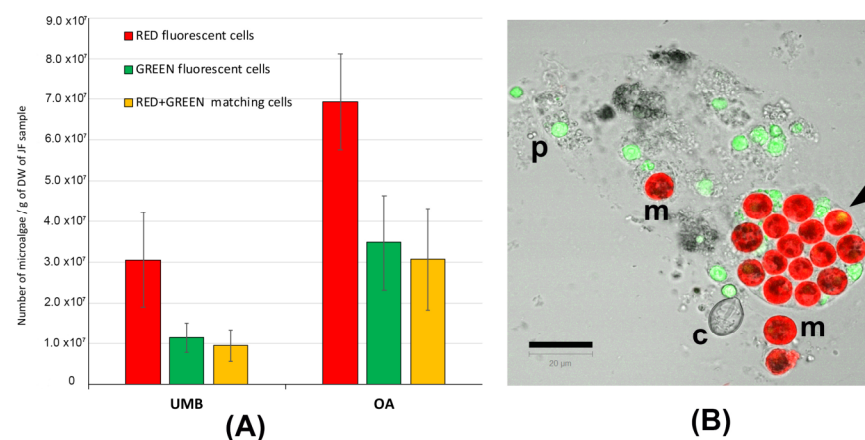 9.0 x10⁷
8.0 x10⁷
7.0 x10⁷
6.0 x10⁷
5.0 x10⁷
4.0 x10⁷
3.0 x10⁷
2.0 x10⁷
1.0 x10⁷
0
Number of microalgae / g of DW of JF sample
RED fluorescent cells
GREEN fluorescent cells
RED+GREEN matching cells
UMB
OA
(A)
p
m
c
m
20 µm
(B)